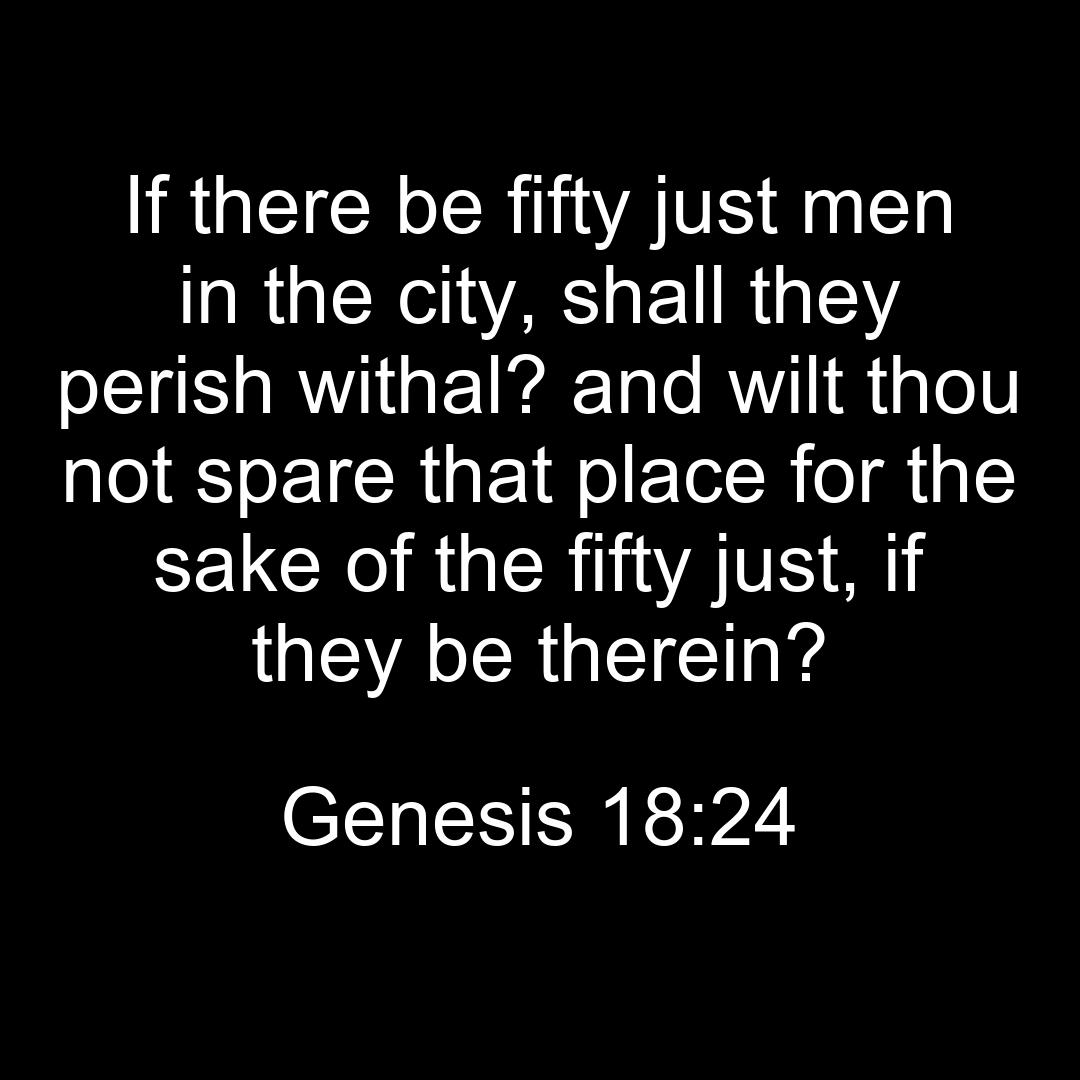 If there be fifty just men
in the city, shall they
perish withal? and wilt thou
not spare that place for the
sake of the fifty just, if
they be therein?
Genesis 18:24